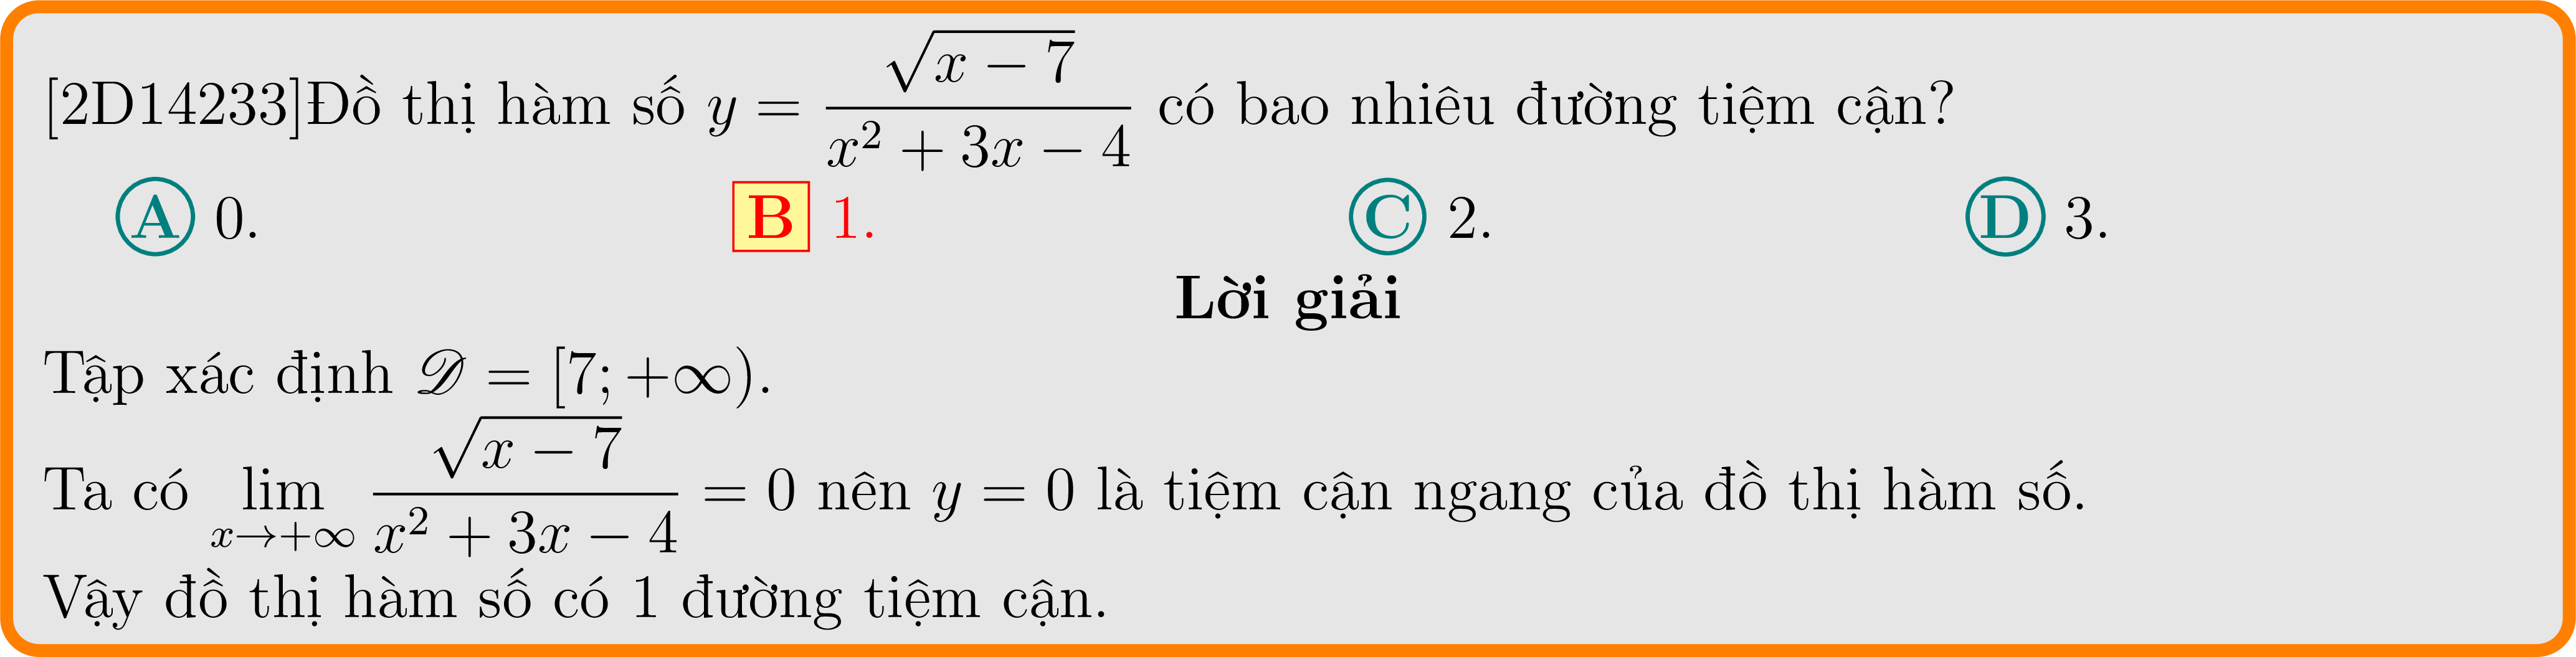 [2D14233]Đồ thị hàm số $y = \dfrac{\sqrt{x-7}}{x^2+3x-4}$ có bao nhiêu đường tiệm cận?
A 0. B 1. C 2. D 3.
Lời giải
Tập xác định $\mathscr{D} = [7; +\infty)$.
Ta có $\lim\limits_{x \to +\infty} \dfrac{\sqrt{x-7}}{x^2+3x-4} = 0$ nên $y = 0$ là tiệm cận ngang của đồ thị hàm số.
Vậy đồ thị hàm số có 1 đường tiệm cận.